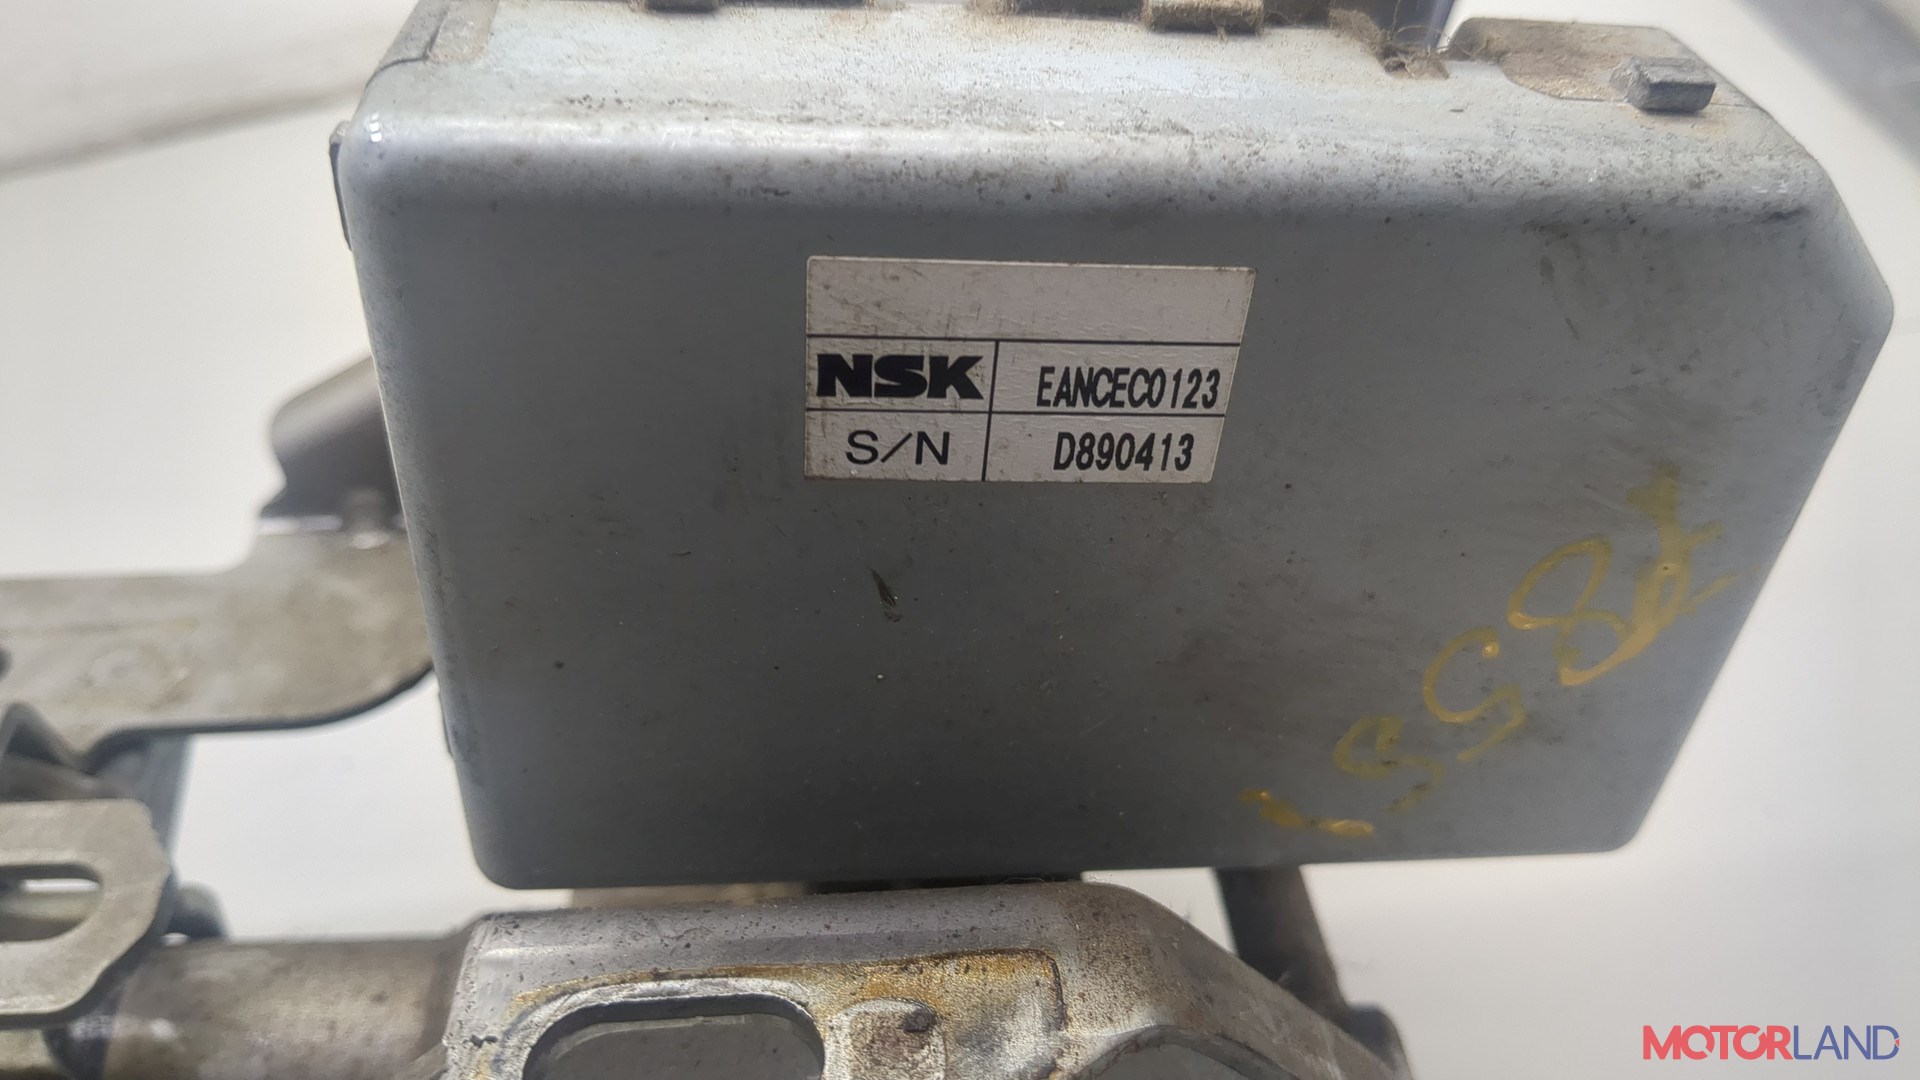 NSK EANCEC0123
S/N D890413
MOTORLAND